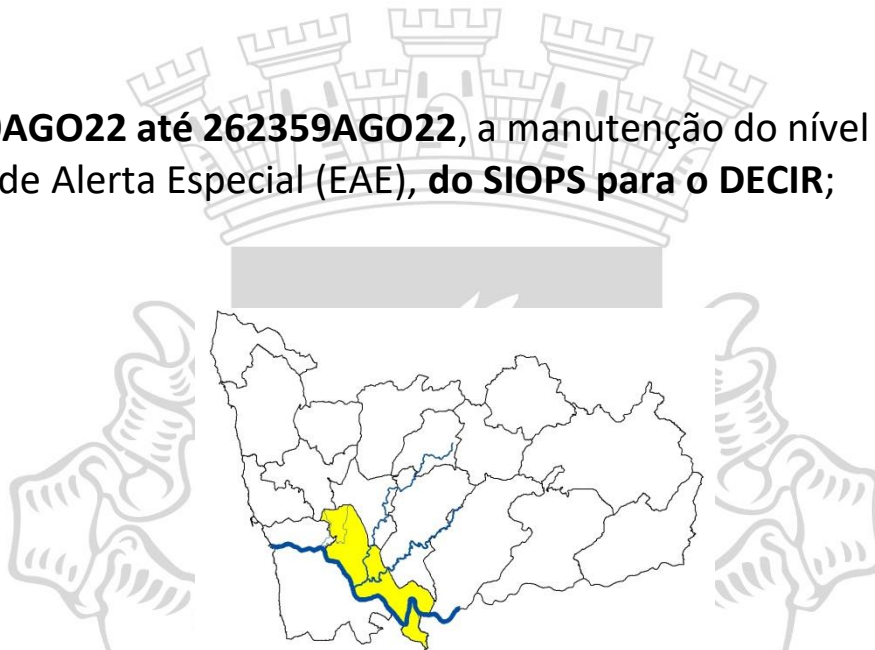 AGO22 até 262359AGO22, a manutenção do nível
de Alerta Especial (EAE), do SIOPS para o DECIR;